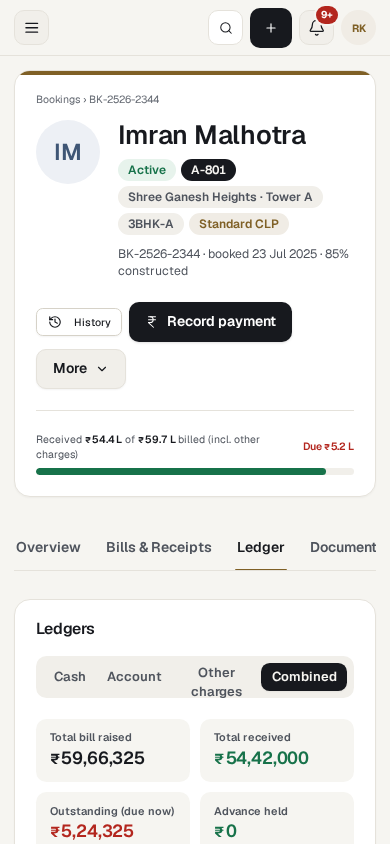 9+
RK
Bookings › BK-2526-2344
IM
Imran Malhotra
Active
A-801
Shree Ganesh Heights · Tower A
3BHK-A
Standard CLP
BK-2526-2344 · booked 23 Jul 2025 · 85%
constructed
History
₹ Record payment
More
Received ₹54.4 L of ₹59.7 L billed (incl. other
charges)
Due ₹5.2 L
Overview
Bills & Receipts
Ledger
Document
Ledgers
Cash
Account
Other
charges
Combined
Total bill raised
₹59,66,325
Total received
₹54,42,000
Outstanding (due now)
₹5,24,325
Advance held
₹0